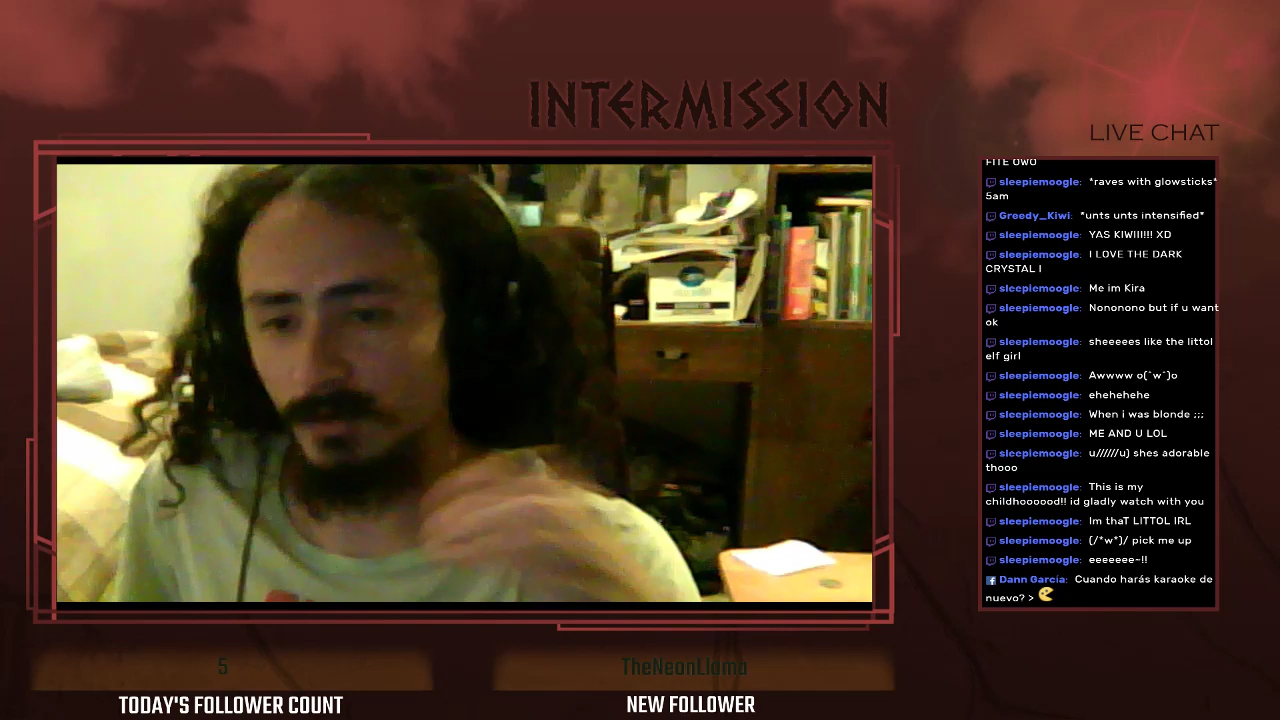 INTERMISSION
LIVE CHAT
FITE OWO
sleepiemoogle: *raves with glowsticks*
5am
Greedy_Kiwi: *unts unts intensified*
sleepiemoogle: YAS KIWIII!!! XD
sleepiemoogle: I LOVE THE DARK
CRYSTAL I
sleepiemoogle: Me im Kira
sleepiemoogle: Nononono but if u want
ok
sleepiemoogle: sheeeees like the littol
elf girl
sleepiemoogle: Awwww o(^w^)o
sleepiemoogle: ehehehehe
sleepiemoogle: When i was blonde ;;;
sleepiemoogle: ME AND U LOL
sleepiemoogle: u//////u) shes adorable
thooo
sleepiemoogle: This is my
childhoooood!! id gladly watch with you
sleepiemoogle: Im thaT LITTOL IRL
sleepiemoogle: (/*w*)/ pick me up
sleepiemoogle: eeeeeee~!!
Dann García: Cuando harás karaoke de
nuevo? >
5
TheNeonLlama
TODAY'S FOLLOWER COUNT
NEW FOLLOWER